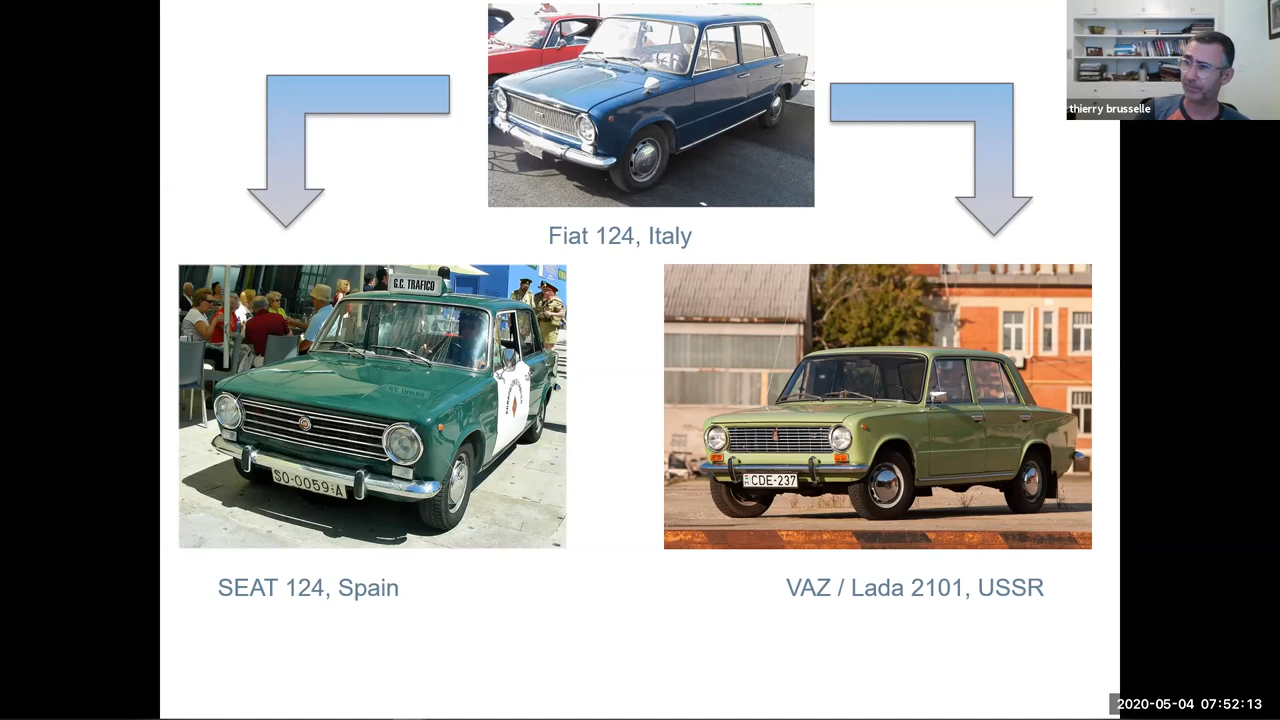 thierry brusselle
Fiat 124, Italy
G.C. TRAFICO
SO-0059-A
CDE-237
SEAT 124, Spain
VAZ / Lada 2101, USSR
2020-05-04 07:52:13